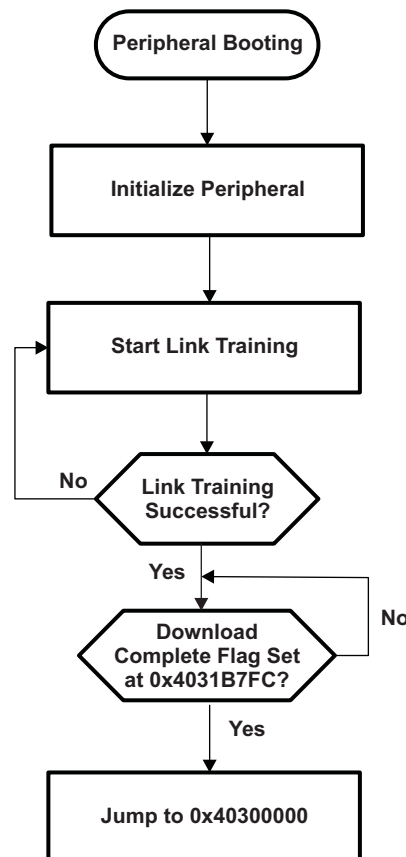 Peripheral Booting
Initialize Peripheral
Start Link Training
No
Link Training
Successful?
Yes
No
Download
Complete Flag Set
at 0x4031B7FC?
Yes
Jump to 0x40300000